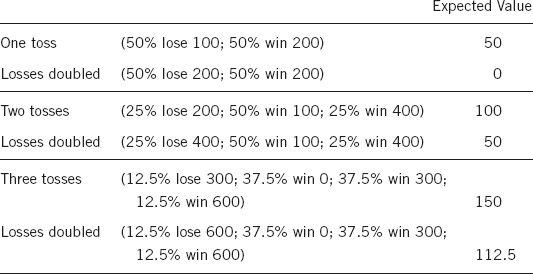 Expected Value
One toss (50% lose 100; 50% win 200) 50
Losses doubled (50% lose 200; 50% win 200) 0
Two tosses (25% lose 200; 50% win 100; 25% win 400) 100
Losses doubled (25% lose 400; 50% win 100; 25% win 400) 50
Three tosses (12.5% lose 300; 37.5% win 0; 37.5% win 300;
12.5% win 600) 150
Losses doubled (12.5% lose 600; 37.5% win 0; 37.5% win 300;
12.5% win 600) 112.5